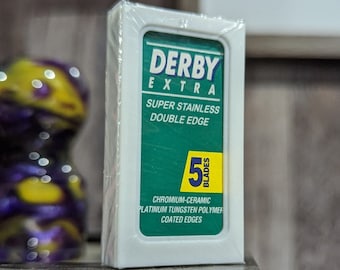 DERBY
EXTRA
SUPER STAINLESS
DOUBLE EDGE
5
BLADES
CHROMIUM-CERAMIC
PLATINUM TUNGSTEN POLYMER
COATED EDGES